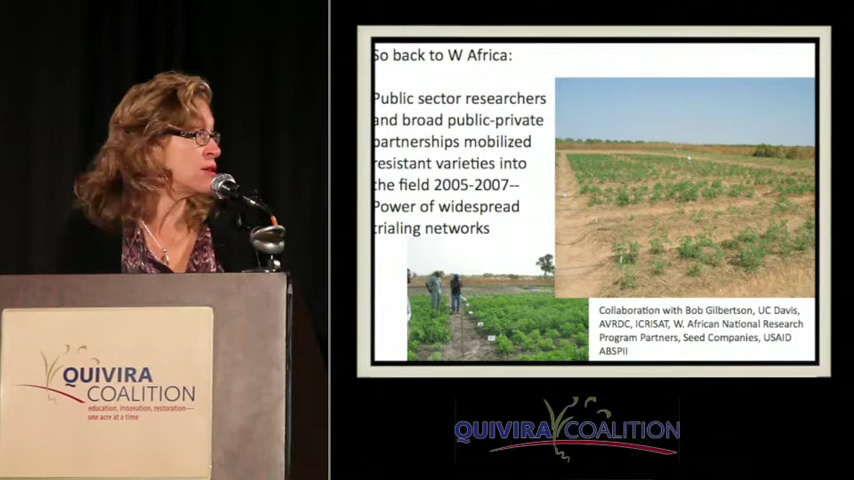 So back to W Africa:
Public sector researchers
and broad public-private
partnerships mobilized
resistant varieties into
the field 2005-2007--
Power of widespread
trialing networks
Collaboration with Bob Gilbertson, UC Davis,
AVRDC, ICRISAT, W. African National Research
Program Partners, Seed Companies, USAID
ABSPII
QUIVIRA
COALITION
education, innovation, restoration—
one acre at a time
QUIVIRA COALITION